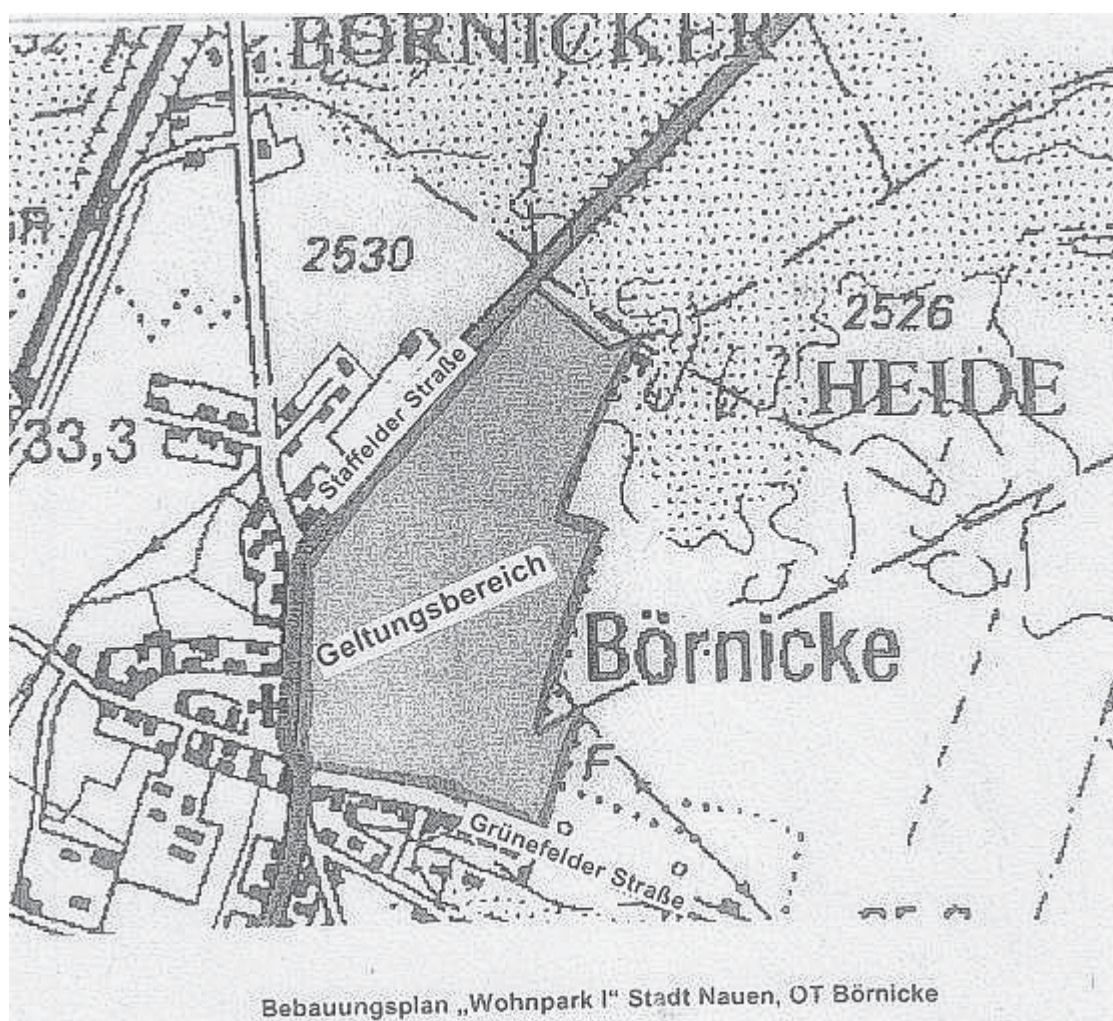 BÖRNICKER
2530
2526
HEIDE
33,3
Staffelder Straße
Geltungsbereich
Börnicke
F
Grünefelder Straße
Bebauungsplan „Wohnpark I“ Stadt Nauen, OT Börnicke